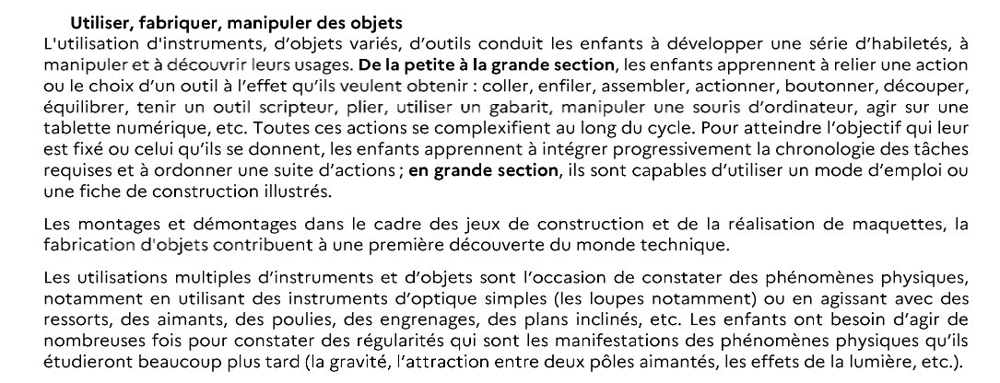 Utiliser, fabriquer, manipuler des objets
L'utilisation d'instruments, d'objets variés, d'outils conduit les enfants à développer une série d'habiletés, à
manipuler et à découvrir leurs usages. De la petite à la grande section, les enfants apprennent à relier une action
ou le choix d'un outil à l'effet qu'ils veulent obtenir : coller, enfiler, assembler, actionner, boutonner, découper,
équilibrer, tenir un outil scripteur, plier, utiliser un gabarit, manipuler une souris d'ordinateur, agir sur une
tablette numérique, etc. Toutes ces actions se complexifient au long du cycle. Pour atteindre l'objectif qui leur
est fixé ou celui qu'ils se donnent, les enfants apprennent à intégrer progressivement la chronologie des tâches
requises et à ordonner une suite d'actions ; en grande section, ils sont capables d'utiliser un mode d'emploi ou
une fiche de construction illustrés.
Les montages et démontages dans le cadre des jeux de construction et de la réalisation de maquettes, la
fabrication d'objets contribuent à une première découverte du monde technique.
Les utilisations multiples d'instruments et d'objets sont l'occasion de constater des phénomènes physiques,
notamment en utilisant des instruments d'optique simples (les loupes notamment) ou en agissant avec des
ressorts, des aimants, des poulies, des engrenages, des plans inclinés, etc. Les enfants ont besoin d'agir de
nombreuses fois pour constater des régularités qui sont les manifestations des phénomènes physiques qu'ils
étudieront beaucoup plus tard (la gravité, l'attraction entre deux pôles aimantés, les effets de la lumière, etc.).